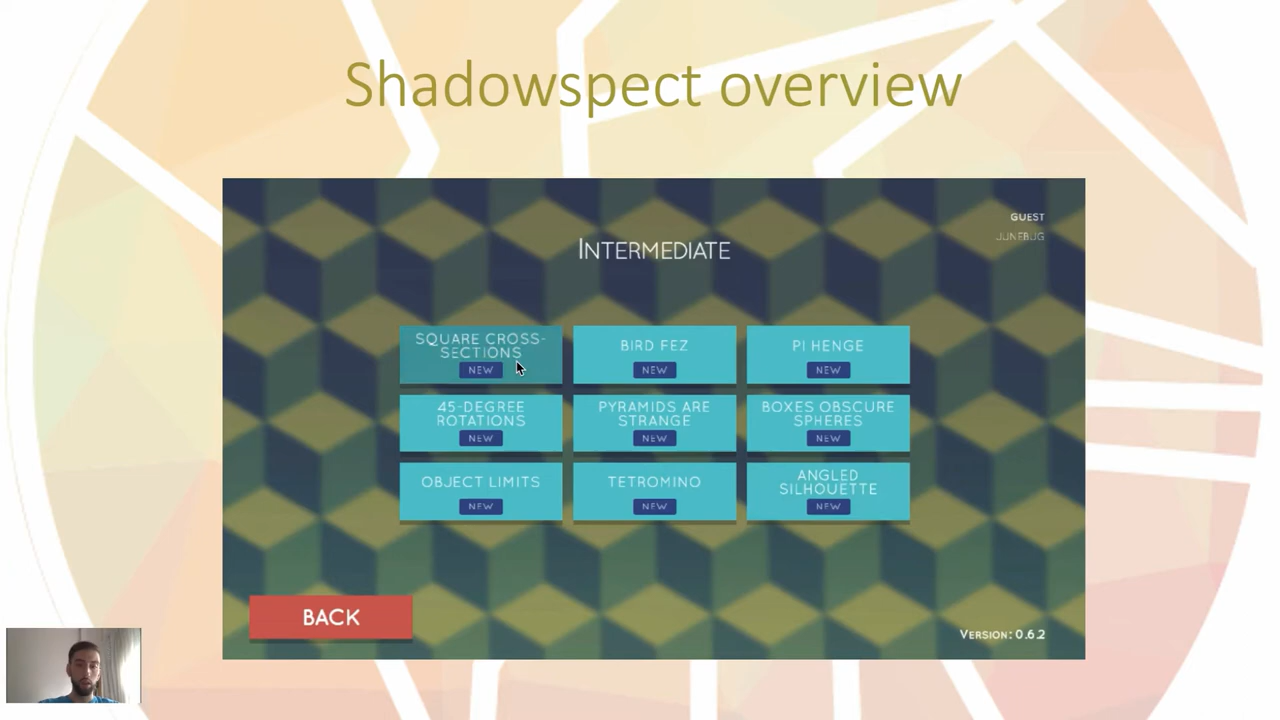 Shadowspect overview
GUEST
JUNEBUG
INTERMEDIATE
SQUARE CROSS-
SECTIONS
NEW
BIRD FEZ
NEW
PI HENGE
NEW
45-DEGREE
ROTATIONS
NEW
PYRAMIDS ARE
STRANGE
NEW
BOXES OBSCURE
SPHERES
NEW
OBJECT LIMITS
NEW
TETROMINO
NEW
ANGLED
SILHOUETTE
NEW
BACK
VERSION: 0.6.2